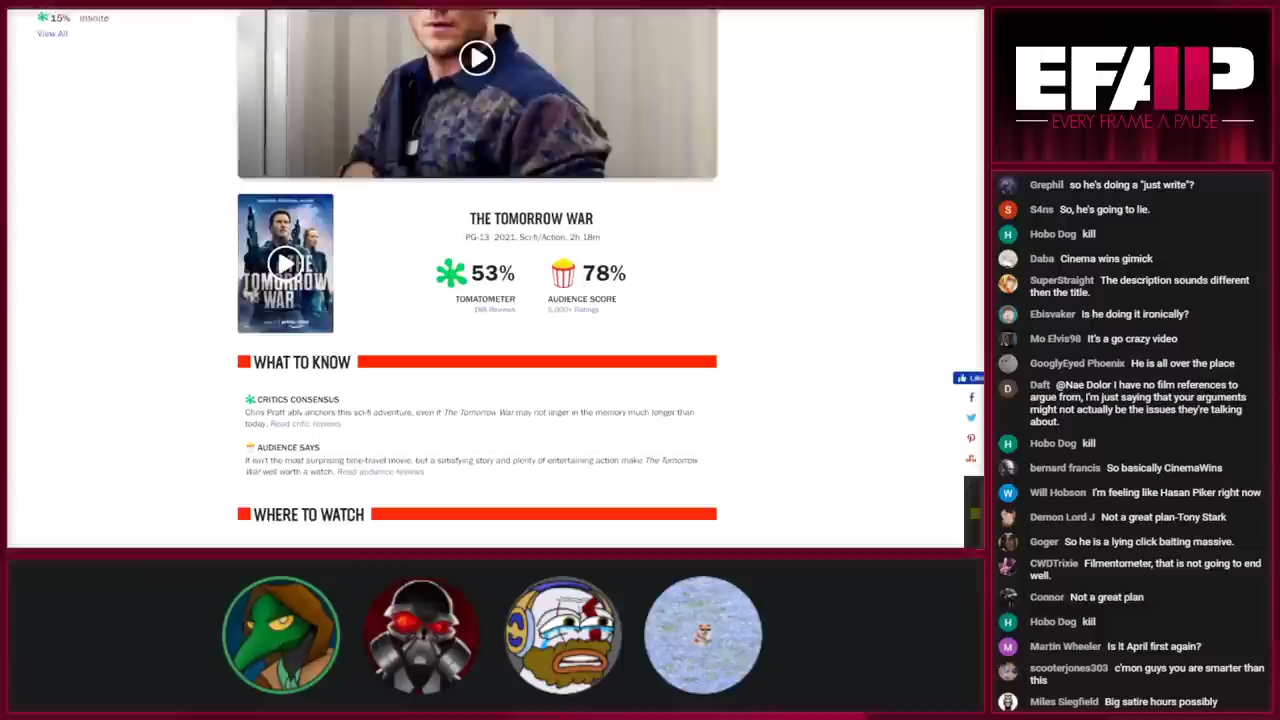 15% Infinite
View All
THE TOMORROW WAR
PG-13 2021, Sci-fi/Action, 2h 18m
53% 78%
TOMATOMETER AUDIENCE SCORE
188 Reviews 5,000+ Ratings
THE
TOMORROW
WAR
WHAT TO KNOW
CRITICS CONSENSUS
Chris Pratt ably anchors this sci-fi adventure, even if The Tomorrow War may not linger in the memory much longer than
today. Read critic reviews
AUDIENCE SAYS
It isn't the most surprising time-travel movie, but a satisfying story and plenty of entertaining action make The Tomorrow
War well worth a watch. Read audience reviews
WHERE TO WATCH
Like
EFAP
EVERY FRAME A PAUSE
Grephil so he's doing a "just write"?
S
S4ns So, he's going to lie.
H
Hobo Dog kill
Daba Cinema wins gimick
SuperStraight The description sounds different
then the title.
Ebisvaker Is he doing it ironically?
Mo Elvis98 It's a go crazy video
GooglyEyed Phoenix He is all over the place
D
Daft @Nae Dolor I have no film references to
argue from, I'm just saying that your arguments
might not actually be the issues they're talking
about.
H
Hobo Dog kill
bernard francis So basically CinemaWins
W
Will Hobson I'm feeling like Hasan Piker right now
Demon Lord J Not a great plan-Tony Stark
Goger So he is a lying click baiting massive.
CWDTrixie Filmentometer, that is not going to end
well.
Connor Not a great plan
H
Hobo Dog kill
M
Martin Wheeler Is it April first again?
scooterjones303 c'mon guys you are smarter than
this
Miles Siegfield Big satire hours possibly